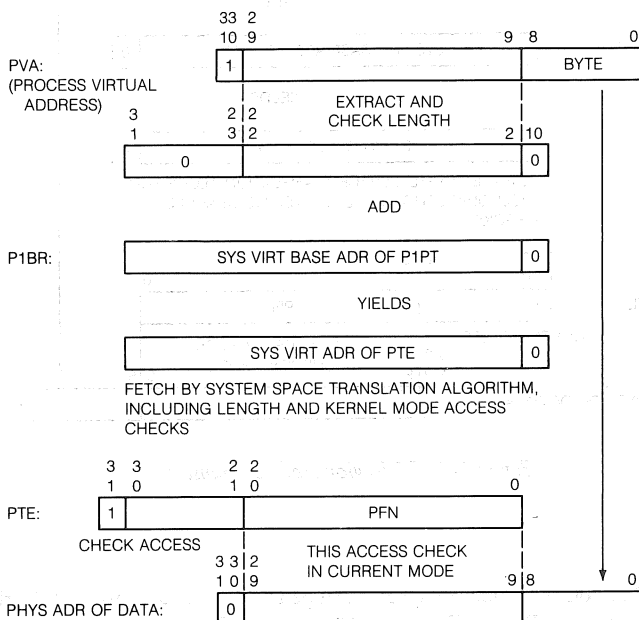 33 2
10 9 9 8 0
PVA: 1 BYTE
(PROCESS VIRTUAL
ADDRESS)
EXTRACT AND
CHECK LENGTH
3 2 2
1 3 2 2 10
0 0
ADD
P1BR: SYS VIRT BASE ADR OF P1PT 0
YIELDS
SYS VIRT ADR OF PTE 0
FETCH BY SYSTEM SPACE TRANSLATION ALGORITHM,
INCLUDING LENGTH AND KERNEL MODE ACCESS
CHECKS
3 3 2 2
1 0 1 0 0
PTE: 1 PFN
CHECK ACCESS
THIS ACCESS CHECK
IN CURRENT MODE
3 3 2
1 0 9 9 8 0
PHYS ADR OF DATA: 0